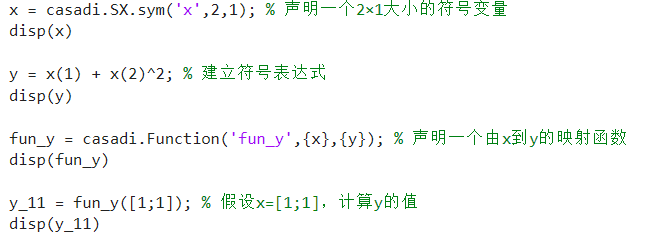 x = casadi.SX.sym('x',2,1); % 声明一个2×1大小的符号变量
disp(x)
y = x(1) + x(2)^2; % 建立符号表达式
disp(y)
fun_y = casadi.Function('fun_y',{x},{y}); % 声明一个由x到y的映射函数
disp(fun_y)
y_11 = fun_y([1;1]); % 假设x=[1;1]，计算y的值
disp(y_11)